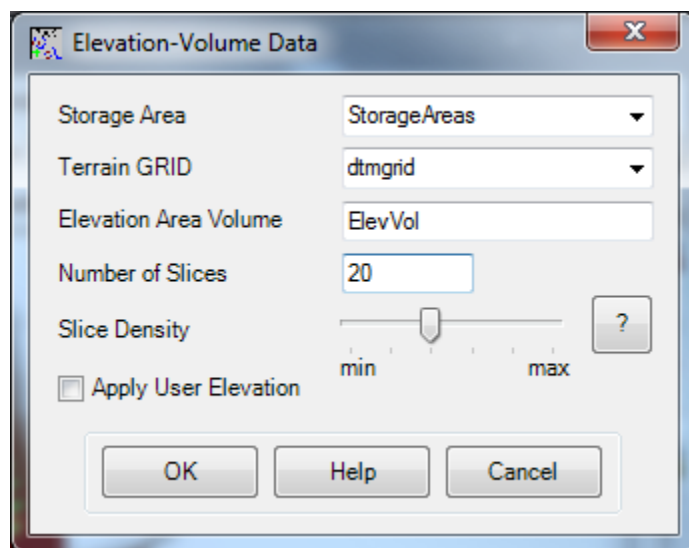 Elevation-Volume Data
X
Storage Area StorageAreas
Terrain GRID dtmgrid
Elevation Area Volume ElevVol
Number of Slices 20
Slice Density ?
min max
Apply User Elevation
OK Help Cancel